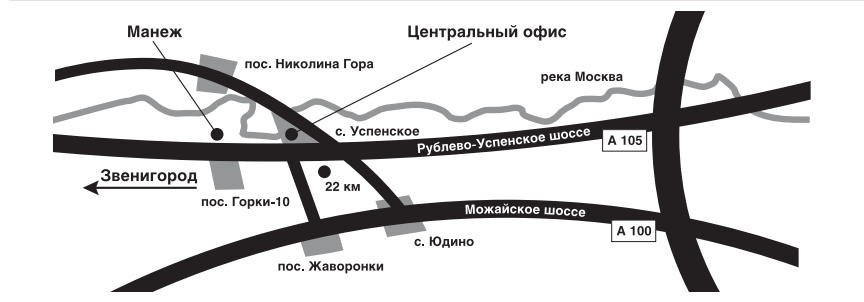 Манеж
Центральный офис
пос. Николина Гора
река Москва
с. Успенское
Рублево-Успенское шоссе
А 105
Звенигород
22 км
пос. Горки-10
Можайское шоссе
А 100
с. Юдино
пос. Жаворонки